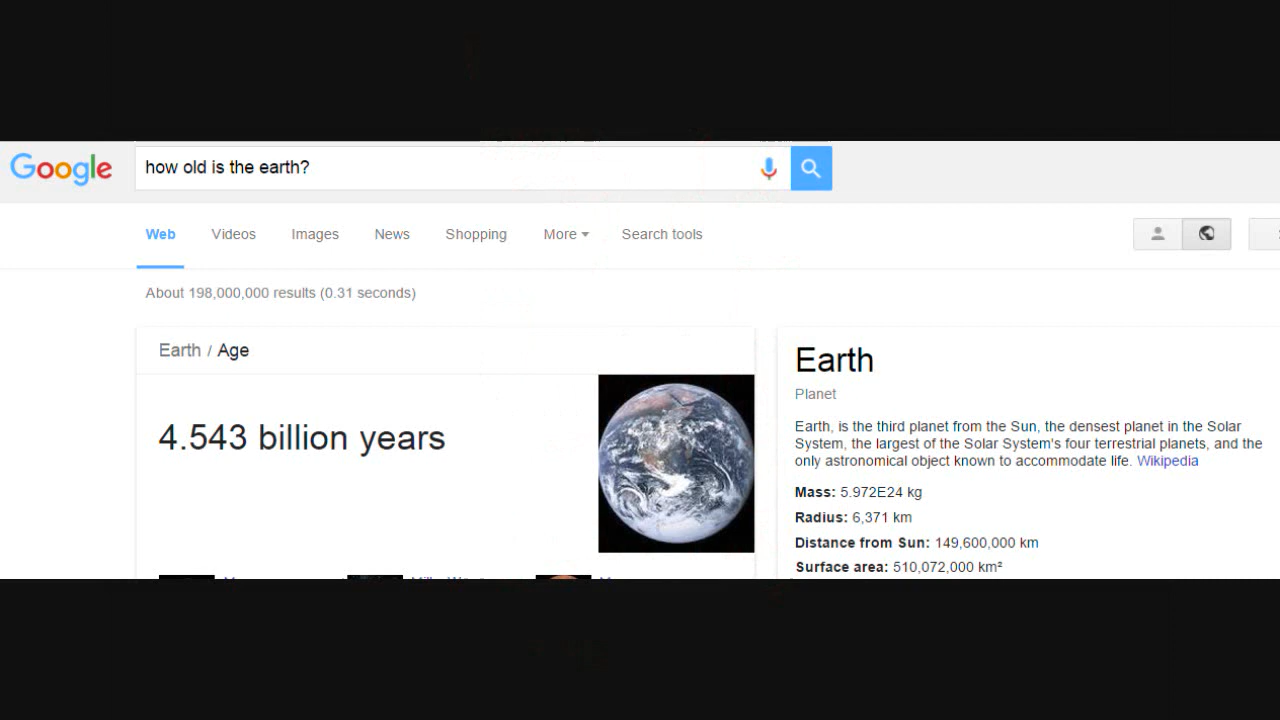 Google
how old is the earth?
Web Videos Images News Shopping More Search tools
About 198,000,000 results (0.31 seconds)
Earth / Age
4.543 billion years
Earth
Planet
Earth, is the third planet from the Sun, the densest planet in the Solar
System, the largest of the Solar System's four terrestrial planets, and the
only astronomical object known to accommodate life. Wikipedia
Mass: 5.972E24 kg
Radius: 6,371 km
Distance from Sun: 149,600,000 km
Surface area: 510,072,000 km²